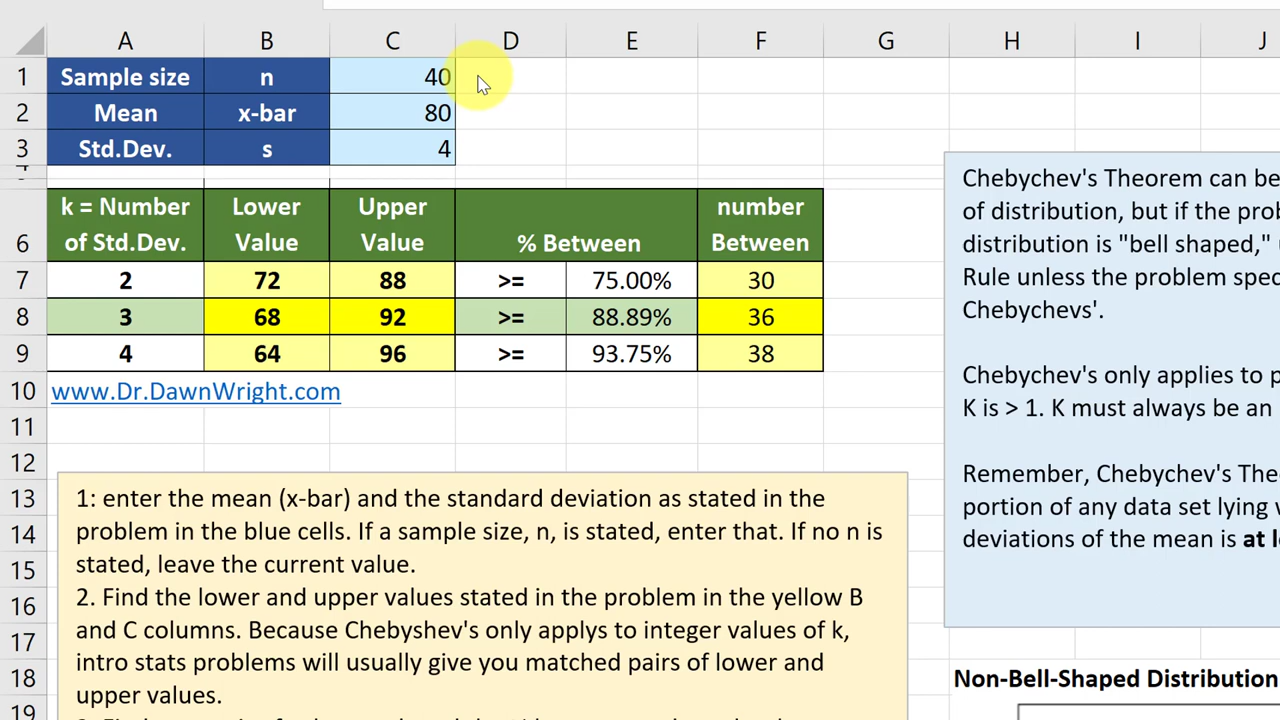 A B C D E F G H I J
1 Sample size n 40
2 Mean x-bar 80
3 Std.Dev. s 4
k = Number Lower Upper number
6 of Std.Dev. Value Value % Between Between
7 2 72 88 >= 75.00% 30
8 3 68 92 >= 88.89% 36
9 4 64 96 >= 93.75% 38
10 www.Dr.DawnWright.com
11
12
13
14
15
16
17
18
19
1: enter the mean (x-bar) and the standard deviation as stated in the
problem in the blue cells. If a sample size, n, is stated, enter that. If no n is
stated, leave the current value.
2. Find the lower and upper values stated in the problem in the yellow B
and C columns. Because Chebyshev's only applys to integer values of k,
intro stats problems will usually give you matched pairs of lower and
upper values.
Chebychev's Theorem can be
of distribution, but if the
distribution is "bell shaped,"
Rule unless the problem
Chebychevs'.
Chebychev's only applies to
K is > 1. K must always be an
Remember, Chebychev's
portion of any data set lying
deviations of the mean is at
Non-Bell-Shaped Distribution